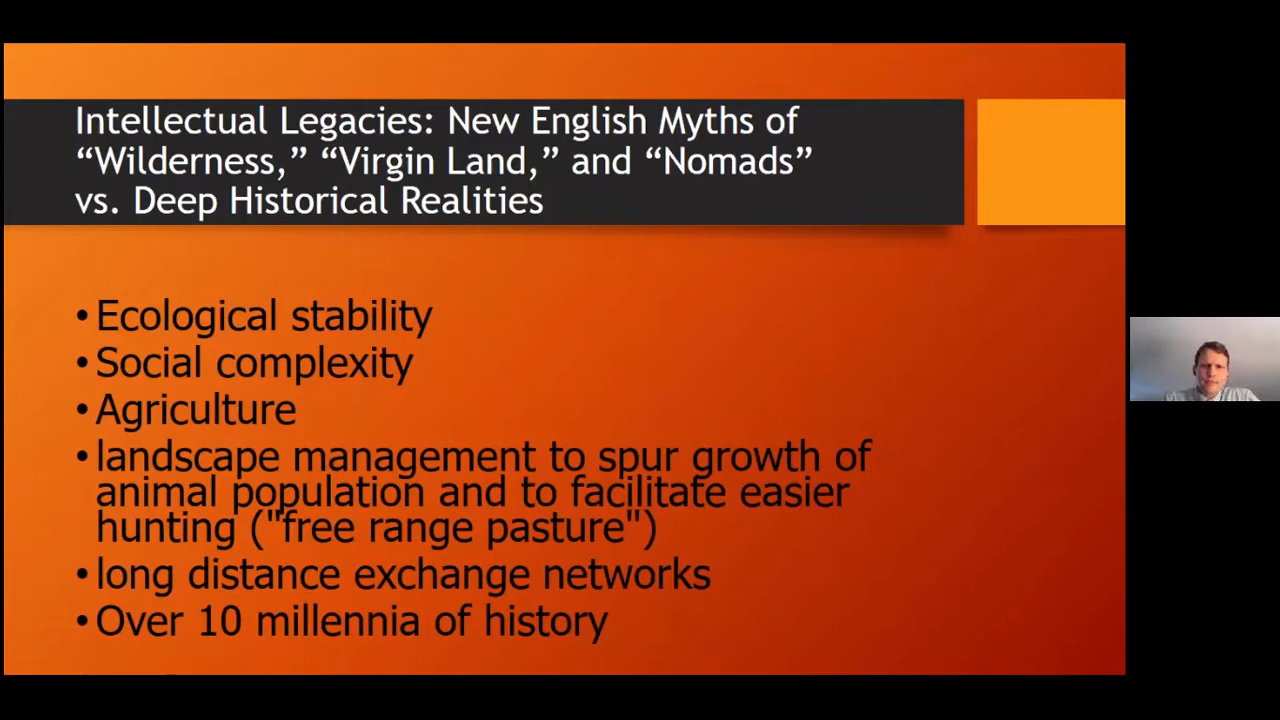 Intellectual Legacies: New English Myths of
“Wilderness,” “Virgin Land,” and “Nomads”
vs. Deep Historical Realities
•Ecological stability
•Social complexity
•Agriculture
•landscape management to spur growth of
animal population and to facilitate easier
hunting ("free range pasture")
•long distance exchange networks
•Over 10 millennia of history